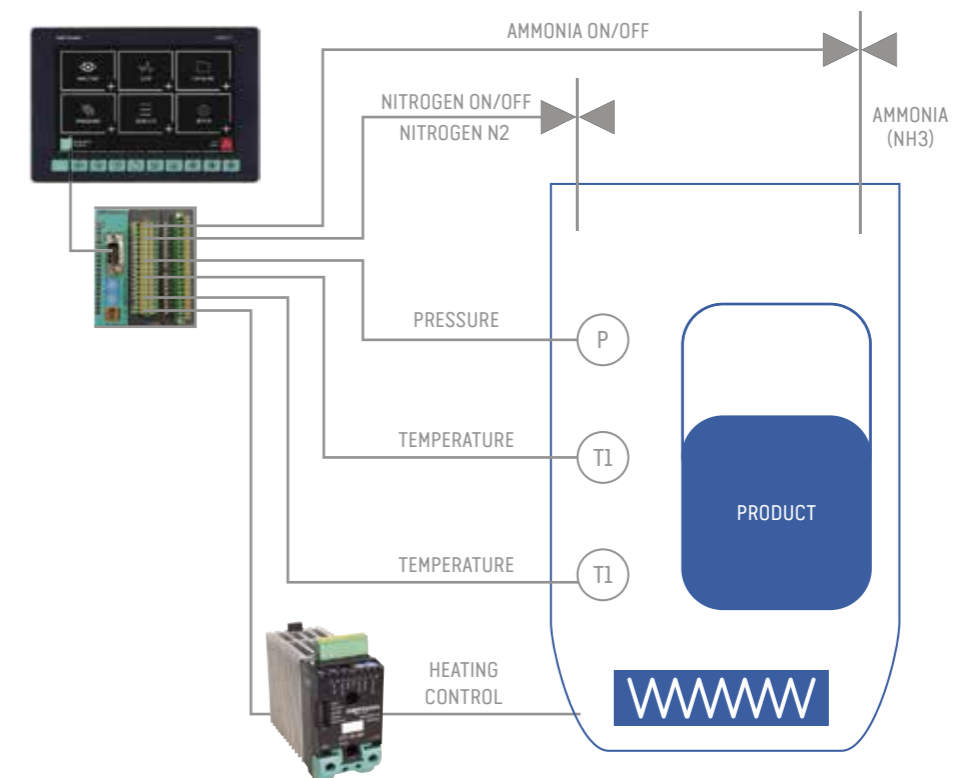 AMMONIA ON/OFF
NITROGEN ON/OFF
NITROGEN N2
AMMONIA
(NH3)
PRESSURE
P
TEMPERATURE
T1
PRODUCT
TEMPERATURE
T1
HEATING
CONTROL